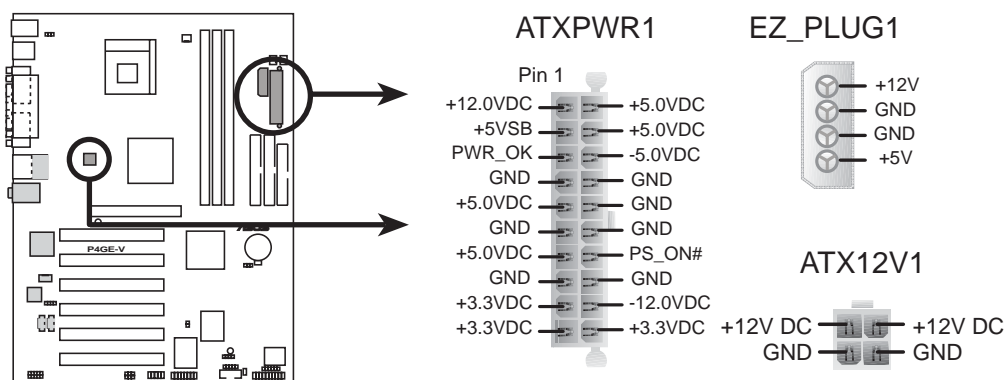 ATXPWR1
EZ_PLUG1
Pin 1
+12.0VDC
+5.0VDC
+5VSB
+5.0VDC
PWR_OK
-5.0VDC
GND
GND
+5.0VDC
GND
GND
GND
+5.0VDC
PS_ON#
GND
GND
+3.3VDC
-12.0VDC
+3.3VDC
+3.3VDC
+12V
GND
GND
+5V
P4GE-V
ATX12V1
+12V DC
+12V DC
GND
GND